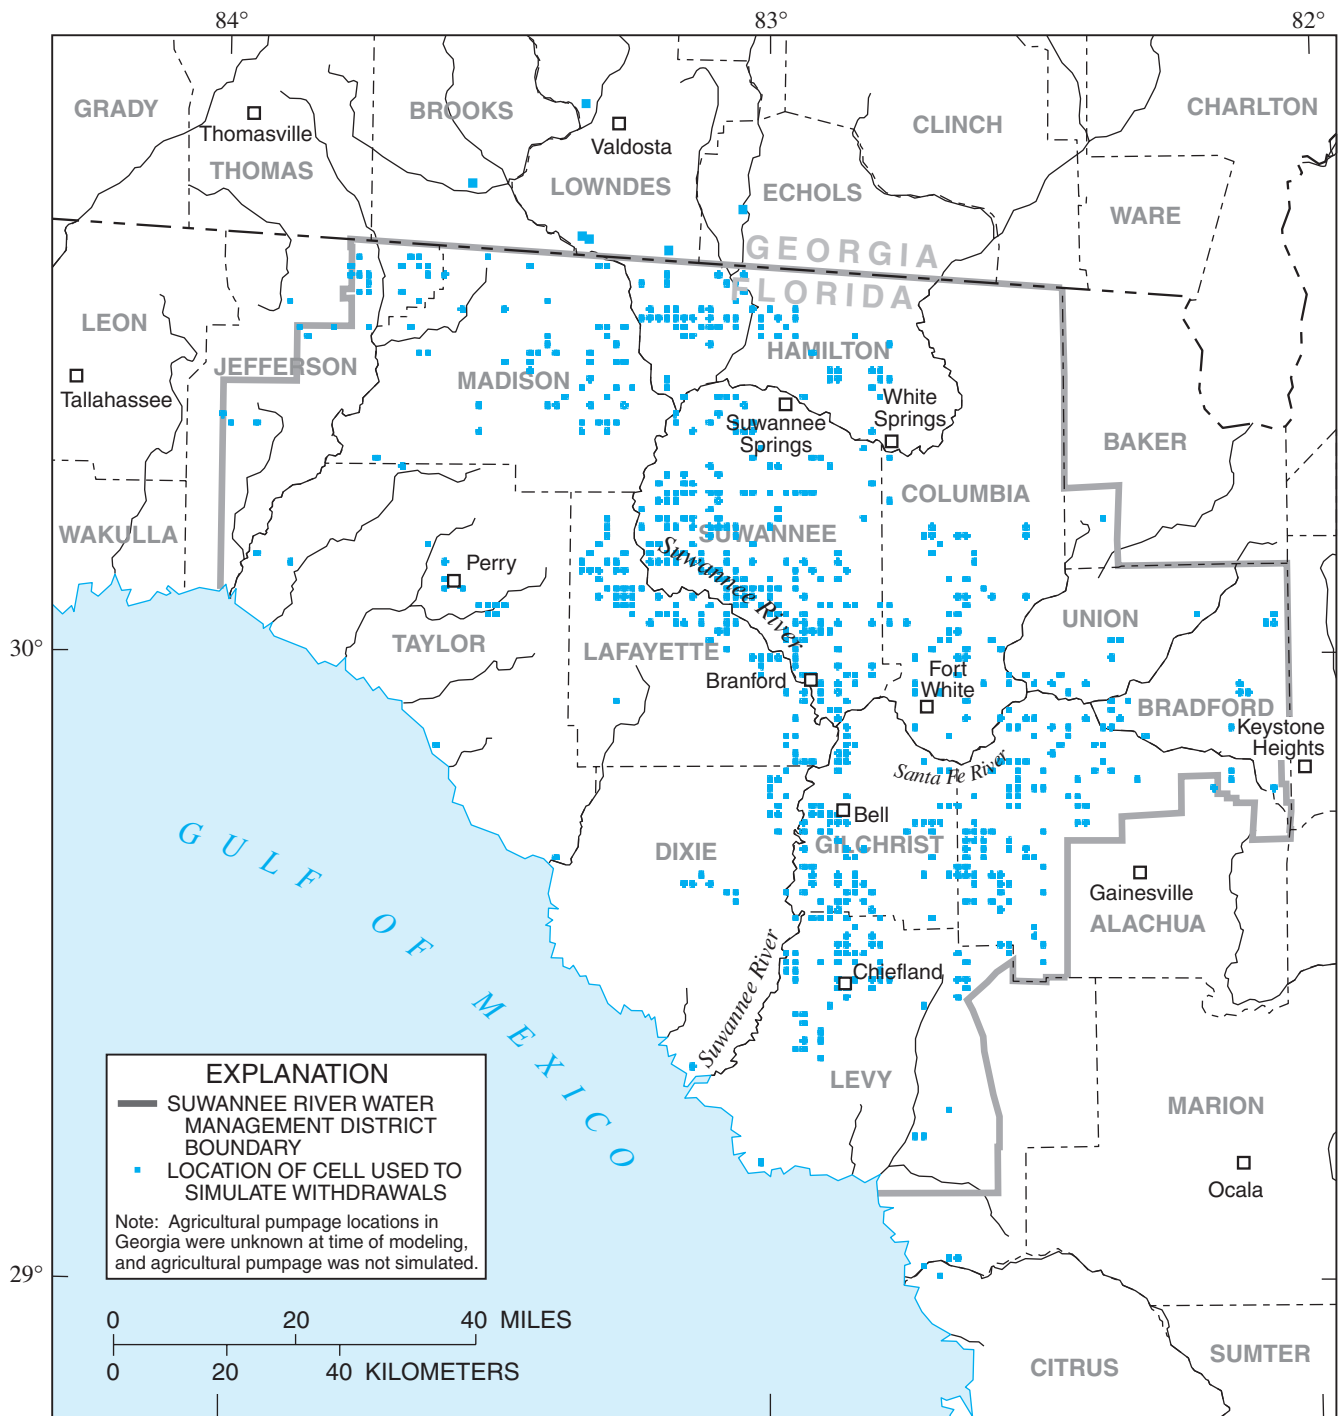 84°
83°
82°
GRADY
BROOKS
CHARLTON
Thomasville
Valdosta
CLINCH
THOMAS
LOWNDES
ECHOLS
WARE
GEORGIA
FLORIDA
LEON
JEFFERSON
HAMILTON
MADISON
Tallahassee
White
Springs
Suwannee
Springs
BAKER
COLUMBIA
WAKULLA
SUWANNEE
Suwannee River
Perry
UNION
30°
TAYLOR
LAFAYETTE
Branford
Fort
White
BRADFORD
Keystone
Heights
Santa Fe River
Bell
GULF OF MEXICO
DIXIE
GILCHRIST
Gainesville
ALACHUA
Suwannee River
Chiefland
LEVY
MARION
Ocala
EXPLANATION
SUWANNEE RIVER WATER
MANAGEMENT DISTRICT
BOUNDARY
LOCATION OF CELL USED TO
SIMULATE WITHDRAWALS
Note: Agricultural pumpage locations in
Georgia were unknown at time of modeling,
and agricultural pumpage was not simulated.
29°
0 20 40 MILES
0 20 40 KILOMETERS
CITRUS
SUMTER